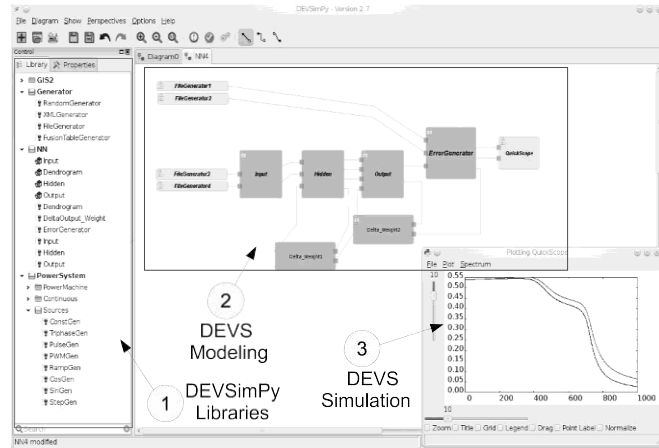 DEVSimPy - Version 2.7
File Diagram Show Perspectives Options Help
Control
Library Properties
Diagram0 NN4
GIS2
Generator
RandomGenerator
XMLGenerator
FileGenerator
FusionTableGenerator
NN
Input
Dendrogram
Hidden
Output
Dendrogram
DeltaOutput_Weight
ErrorGenerator
Input
Hidden
Output
PowerSystem
PowerMachine
Continuous
Sources
ConstGen
TriphaseGen
PulseGen
PWMGen
RampGen
CosGen
SinGen
StepGen
Search
NN4 modified
FileGenerator1
FileGenerator2
FileGenerator3
FileGenerator4
Input
Hidden
Output
ErrorGenerator
QuickScope
Delta_Weight2
Delta_Weight1
1 DEVSimPy
Libraries
2
DEVS
Modeling
3
DEVS
Simulation
Plotting QuickScope
File Plot Spectrum
10
0.55
0.50
0.45
0.40
0.35
0.30
0.25
0.20
0.15
0.10
0.05
0.00
0 200 400 600 800 1000
10
Zoom Title Grid Legend Drag Point Label Normalize